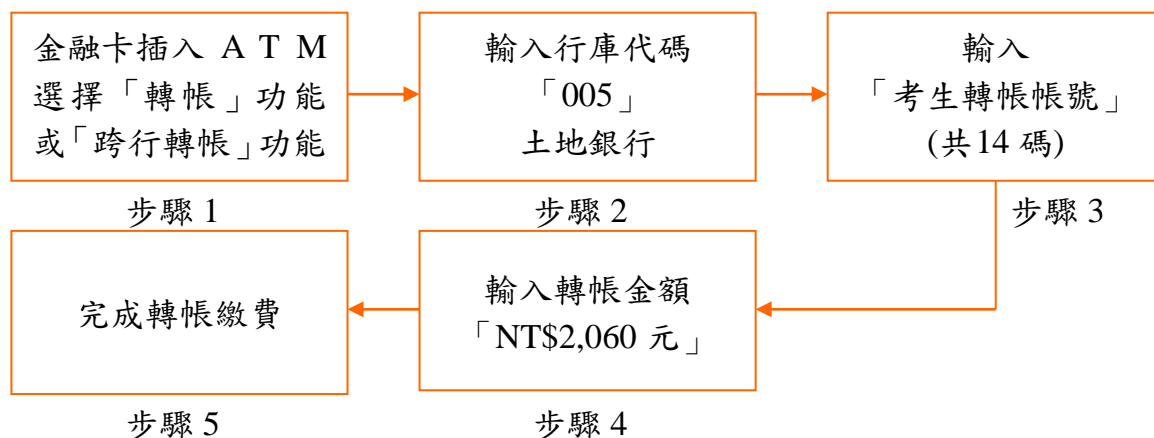 金融卡插入 A T M
選擇「轉帳」功能
或「跨行轉帳」功能
步驟 1
輸入行庫代碼
「005」
土地銀行
步驟 2
輸入
「考生轉帳帳號」
(共14 碼)
步驟 3
輸入轉帳金額
「NT$2,060 元」
步驟 4
完成轉帳繳費
步驟 5